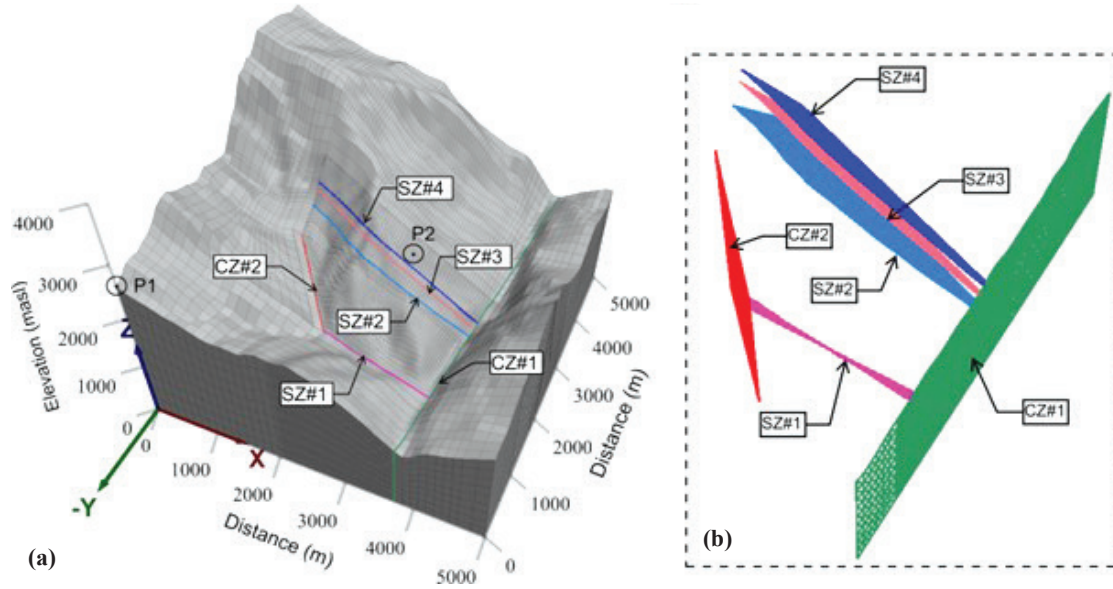 SZ#4
P2
4000
CZ#2
SZ#3
3000
P1
5000
Elevation (masl)
2000
Z
SZ#2
4000
1000
CZ#1
3000
SZ#1
Distance (m)
0
0
2000
1000
X
2000
1000
-Y
3000
Distance (m)
4000
0
5000
(a)
SZ#4
SZ#3
CZ#2
SZ#2
SZ#1
CZ#1
(b)